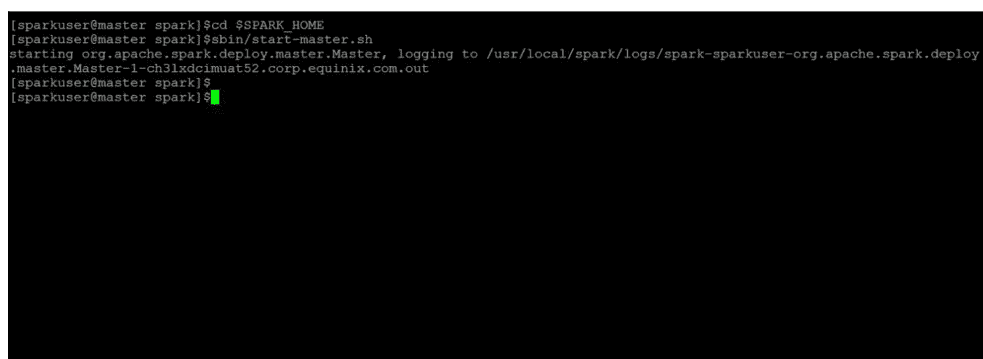 [sparkuser@master spark]$cd $SPARK_HOME
[sparkuser@master spark]$sbin/start-master.sh
starting org.apache.spark.deploy.master.Master, logging to /usr/local/spark/logs/spark-sparkuser-org.apache.spark.deploy
.master.Master-1-ch3lxdcimuat52.corp.equinix.com.out
[sparkuser@master spark]$
[sparkuser@master spark]$